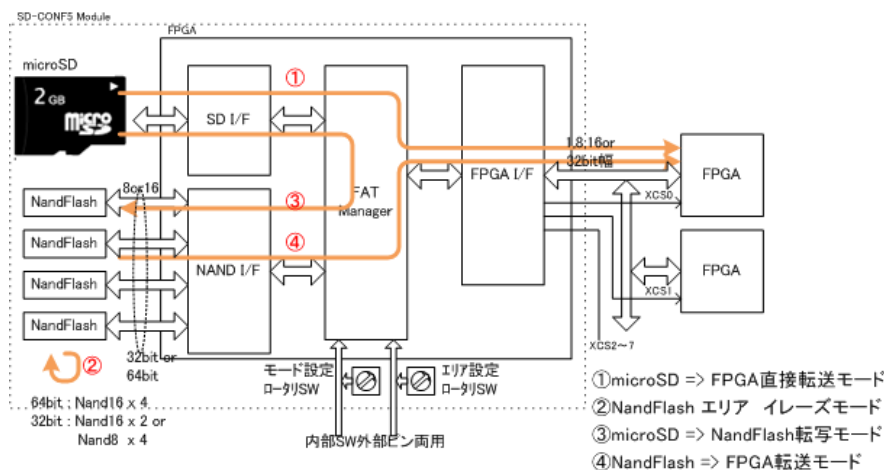 SD-CONF5 Module
FPGA
microSD
2 GB
micro SD
SD I/F
①
FAT Manager
FPGA I/F
1,8,16or
32bit幅
FPGA
XCS0
FPGA
XCS1
XCS2～7
8or16
NandFlash
NandFlash
NandFlash
NandFlash
③
④
NAND I/F
②
32bit or
64bit
64bit : Nand16 x 4
32bit : Nand16 x 2 or
Nand8 x 4
モード設定
ロータリSW
エリア設定
ロータリSW
内部SW外部ピン両用
①microSD => FPGA直接転送モード
②NandFlash エリア イレーズモード
③microSD => NandFlash転写モード
④NandFlash => FPGA転送モード